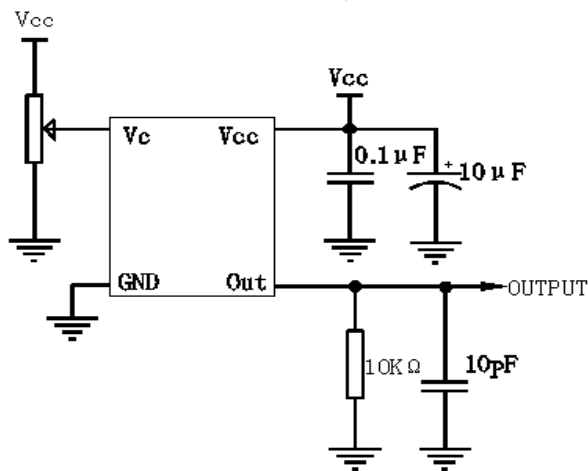 Vcc
Vcc
Vc
Vcc
0.1μF
+
10μF
GND
Out
OUTPUT
10KΩ
10pF